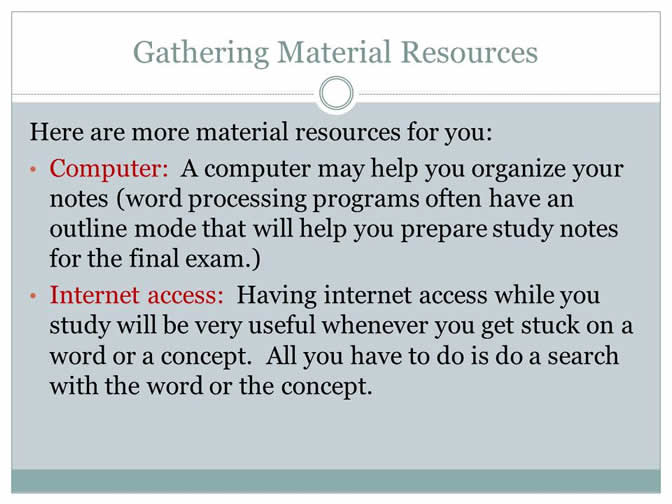 Gathering Material Resources
Here are more material resources for you:
• Computer:  A computer may help you organize your
notes (word processing programs often have an
outline mode that will help you prepare study notes
for the final exam.)
• Internet access:  Having internet access while you
study will be very useful whenever you get stuck on a
word or a concept.  All you have to do is do a search
with the word or the concept.